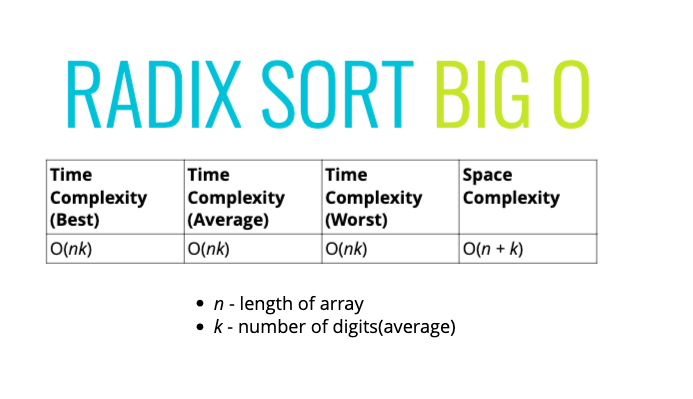 RADIX SORT BIG O
Time Complexity (Best)
Time Complexity (Average)
Time Complexity (Worst)
Space Complexity
O(nk)
O(nk)
O(nk)
O(n + k)
• n - length of array
• k - number of digits(average)